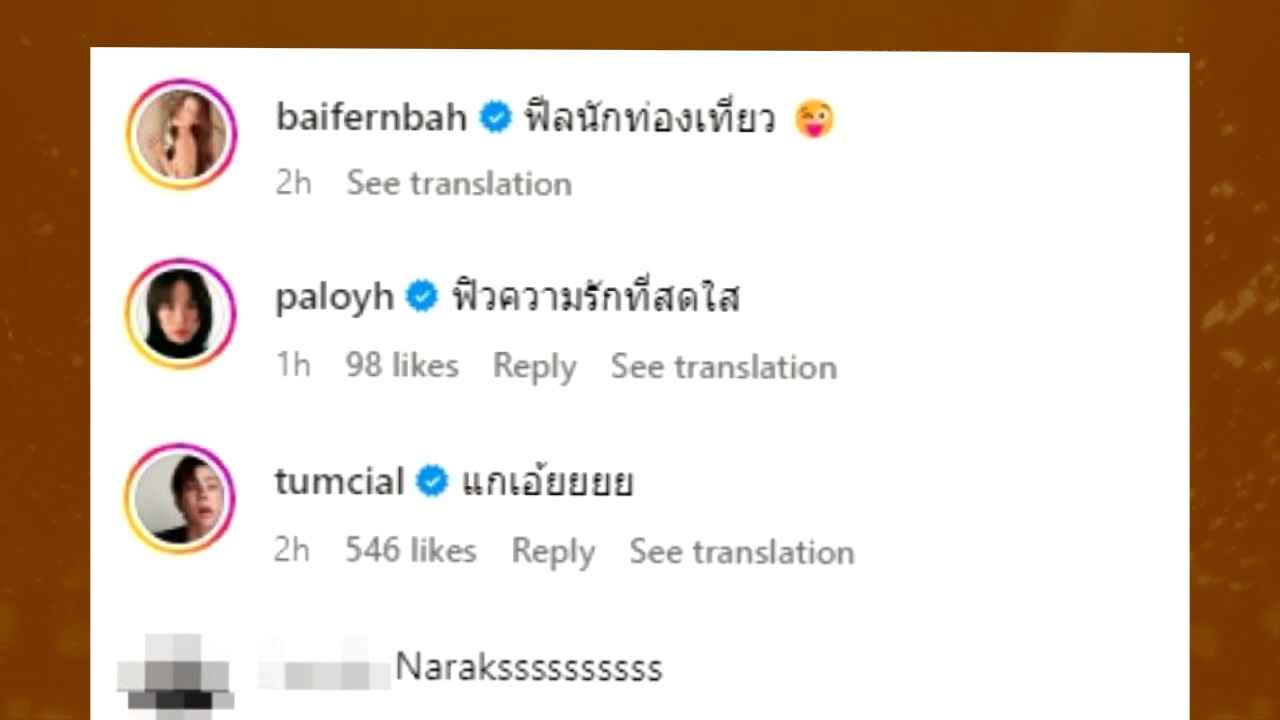 baifernbah ฟีลนักท่องเที่ยว 😜
2h See translation
paloyh ฟิวความรักที่สดใส
1h 98 likes Reply See translation
tumcial แกเอ้ยยยย
2h 546 likes Reply See translation
Narakssssssssss